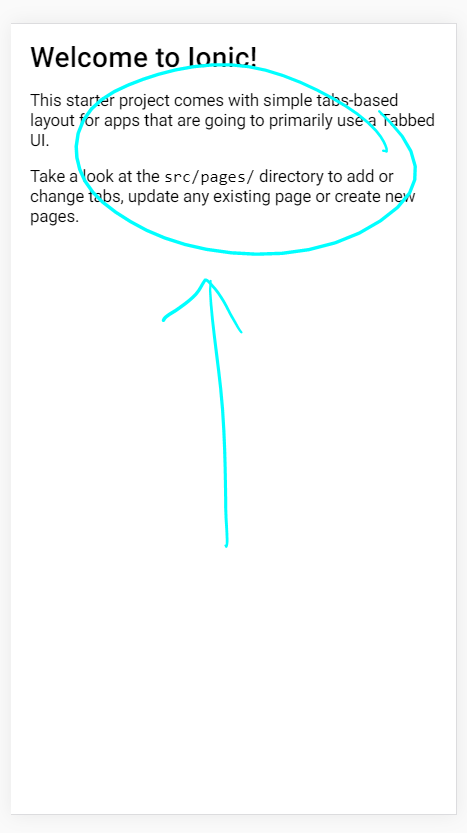 Welcome to Ionic!
This starter project comes with simple tabs-based
layout for apps that are going to primarily use a Tabbed
UI.
Take a look at the src/pages/ directory to add or
change tabs, update any existing page or create new
pages.